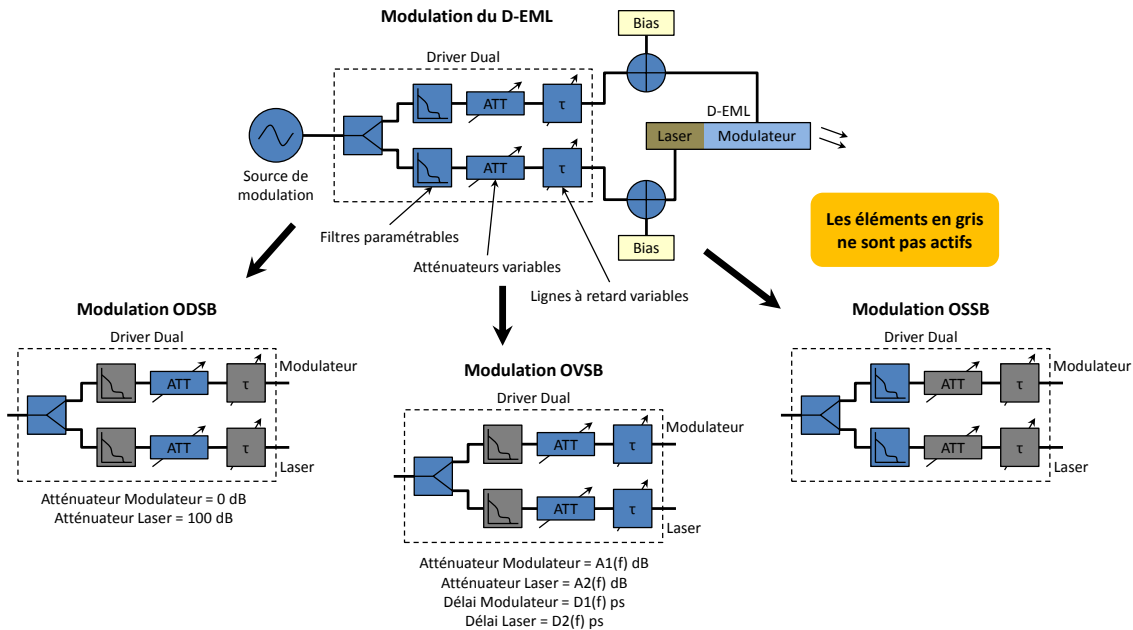 Modulation du D-EML
Bias
Driver Dual
ATT
τ
D-EML
Laser
Modulateur
Source de
modulation
ATT
τ
Filtres paramétrables
Bias
Atténuateurs variables
Lignes à retard variables
Les éléments en gris
ne sont pas actifs
Modulation ODSB
Driver Dual
Modulateur
ATT
τ
ATT
τ
Laser
Atténuateur Modulateur = 0 dB
Atténuateur Laser = 100 dB
Modulation OVSB
Driver Dual
Modulateur
ATT
τ
ATT
τ
Laser
Atténuateur Modulateur = A1(f) dB
Atténuateur Laser = A2(f) dB
Délai Modulateur = D1(f) ps
Délai Laser = D2(f) ps
Modulation OSSB
Driver Dual
Modulateur
ATT
τ
ATT
τ
Laser